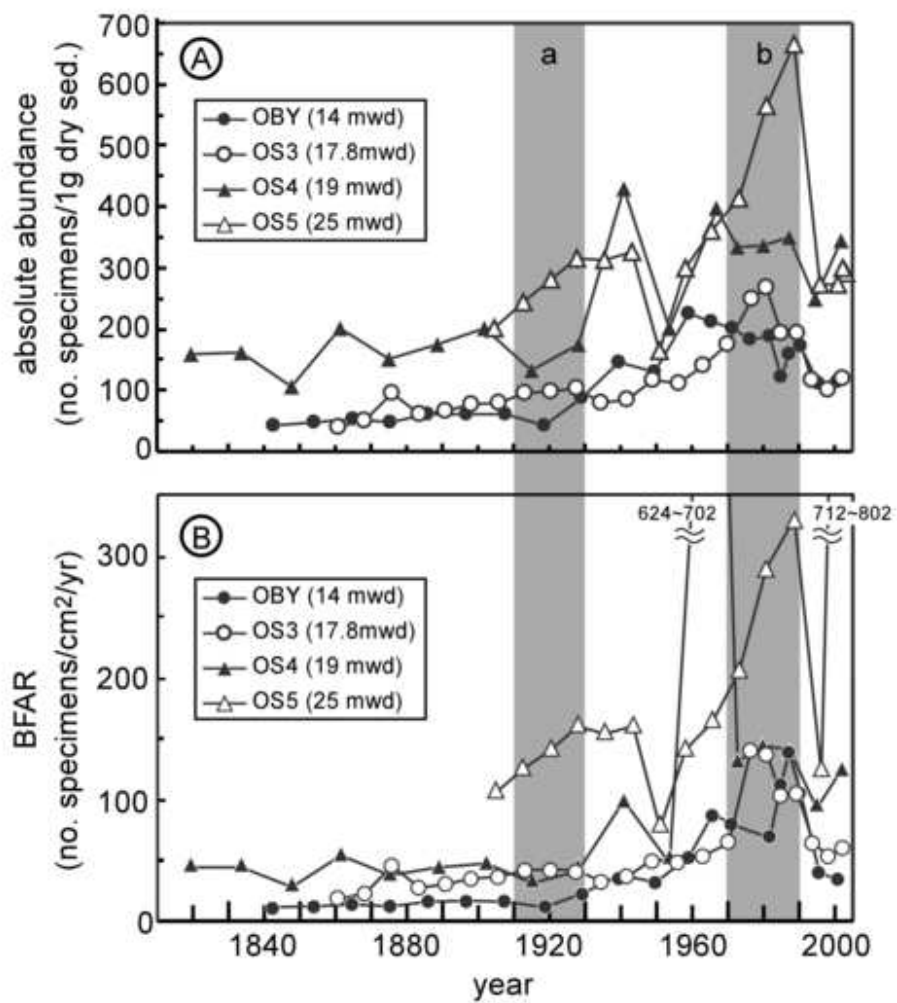 700
600
500
400
300
200
100
0
absolute abundance
(no. specimens/1g dry sed.)
A
a
b
OBY (14 mwd)
OS3 (17.8mwd)
OS4 (19 mwd)
OS5 (25 mwd)
300
200
100
0
BFAR
(no. specimens/cm2/yr)
B
624~702
712~802
OBY (14 mwd)
OS3 (17.8mwd)
OS4 (19 mwd)
OS5 (25 mwd)
1840 1880 1920 1960 2000
year